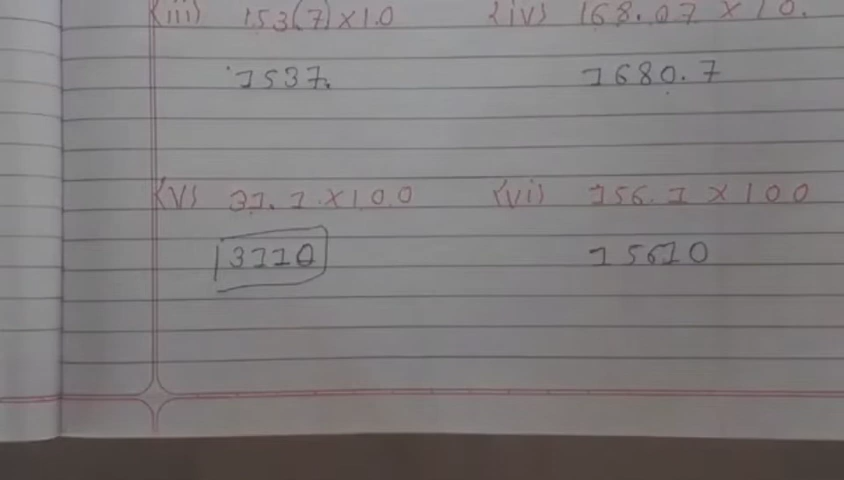 (iii) 153(7)×10 (iv) 168.07 × 10.
1537. 1680.7
(v) 31.1×100 (vi) 156.1 × 100
3110 15610